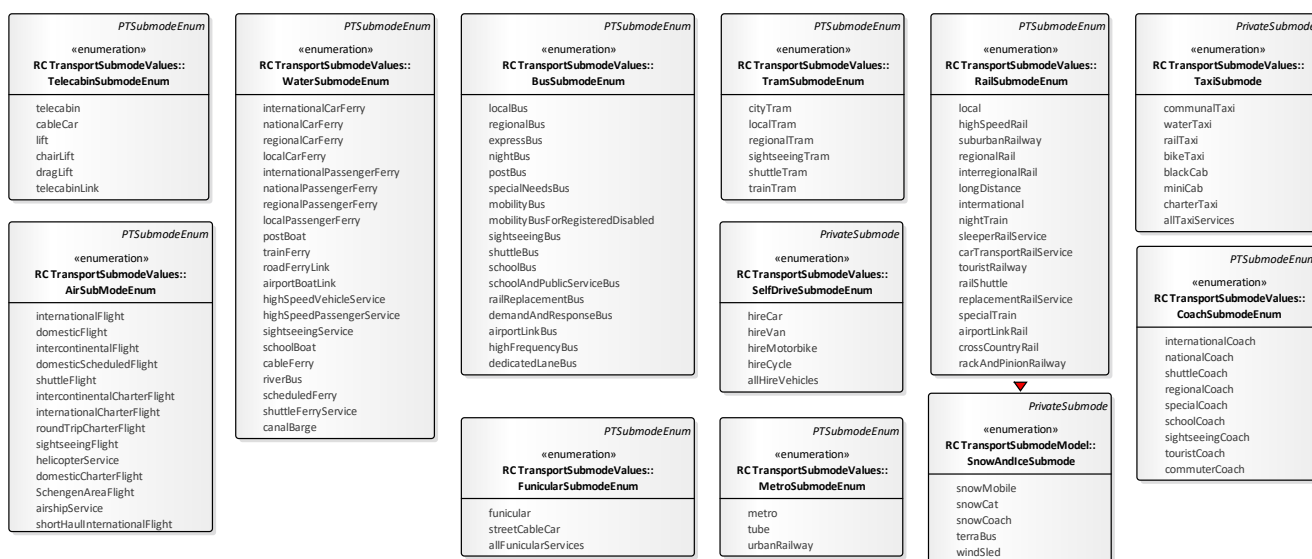 PTSubmodeEnum
«enumeration»
RC TransportSubmodeValues::
TelecabinSubmodeEnum
telecabin
cableCar
lift
chairLift
dragLift
telecabinLink
PTSubmodeEnum
«enumeration»
RC TransportSubmodeValues::
AirSubModeEnum
internationalFlight
domesticFlight
intercontinentalFlight
domesticScheduledFlight
shuttleFlight
intercontinentalCharterFlight
internationalCharterFlight
roundTripCharterFlight
sightseeingFlight
helicopterService
domesticCharterFlight
SchengenAreaFlight
airshipService
shortHaulInternationalFlight
PTSubmodeEnum
«enumeration»
RC TransportSubmodeValues::
WaterSubmodeEnum
internationalCarFerry
nationalCarFerry
regionalCarFerry
localCarFerry
internationalPassengerFerry
nationalPassengerFerry
regionalPassengerFerry
localPassengerFerry
postBoat
trainFerry
roadFerryLink
airportBoatLink
highSpeedVehicleService
highSpeedPassengerService
sightseeingService
schoolBoat
cableFerry
riverBus
scheduledFerry
shuttleFerryService
canalBarge
PTSubmodeEnum
«enumeration»
RC TransportSubmodeValues::
BusSubmodeEnum
localBus
regionalBus
expressBus
nightBus
postBus
specialNeedsBus
mobilityBus
mobilityBusForRegisteredDisabled
sightseeingBus
shuttleBus
schoolBus
schoolAndPublicServiceBus
railReplacementBus
demandAndResponseBus
airportLinkBus
highFrequencyBus
dedicatedLaneBus
PTSubmodeEnum
«enumeration»
RC TransportSubmodeValues::
FunicularSubmodeEnum
funicular
streetCableCar
allFunicularServices
PTSubmodeEnum
«enumeration»
RC TransportSubmodeValues::
TramSubmodeEnum
cityTram
localTram
regionalTram
sightseeingTram
shuttleTram
trainTram
PrivateSubmode
«enumeration»
RC TransportSubmodeValues::
SelfDriveSubmodeEnum
hireCar
hireVan
hireMotorbike
hireCycle
allHireVehicles
PTSubmodeEnum
«enumeration»
RC TransportSubmodeValues::
MetroSubmodeEnum
metro
tube
urbanRailway
PTSubmodeEnum
«enumeration»
RC TransportSubmodeValues::
RailSubmodeEnum
local
highSpeedRail
suburbanRailway
regionalRail
interregionalRail
longDistance
international
nightTrain
sleeperRailService
carTransportRailService
touristRailway
railShuttle
replacementRailService
specialTrain
airportLinkRail
crossCountryRail
rackAndPinionRailway
PrivateSubmode
«enumeration»
RC TransportSubmodeModel::
SnowAndIceSubmode
snowMobile
snowCat
snowCoach
terraBus
windSled
PrivateSubmode
«enumeration»
RC TransportSubmodeValues::
TaxiSubmode
communalTaxi
waterTaxi
railTaxi
bikeTaxi
blackCab
miniCab
charterTaxi
allTaxiServices
PTSubmodeEnum
«enumeration»
RC TransportSubmodeValues::
CoachSubmodeEnum
internationalCoach
nationalCoach
shuttleCoach
regionalCoach
specialCoach
schoolCoach
sightseeingCoach
touristCoach
commuterCoach